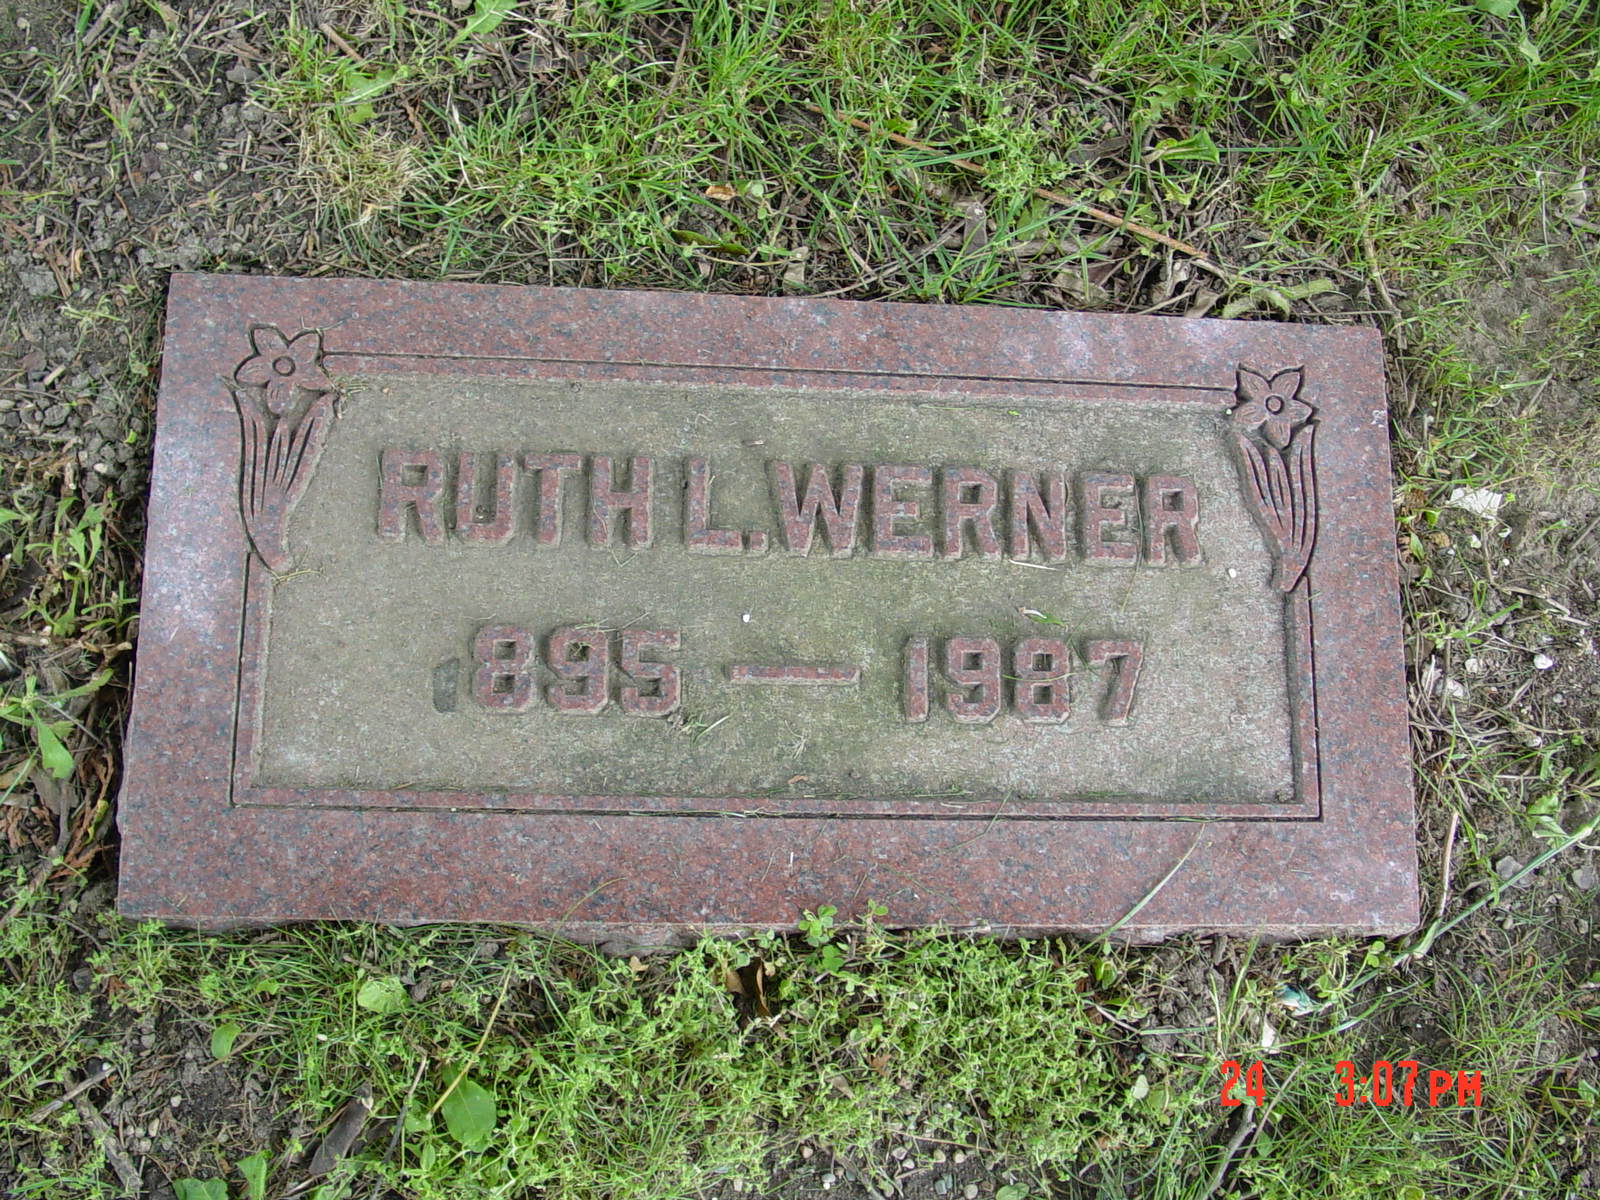 RUTH L. WERNER
895 — 1987
24 3:07 PM